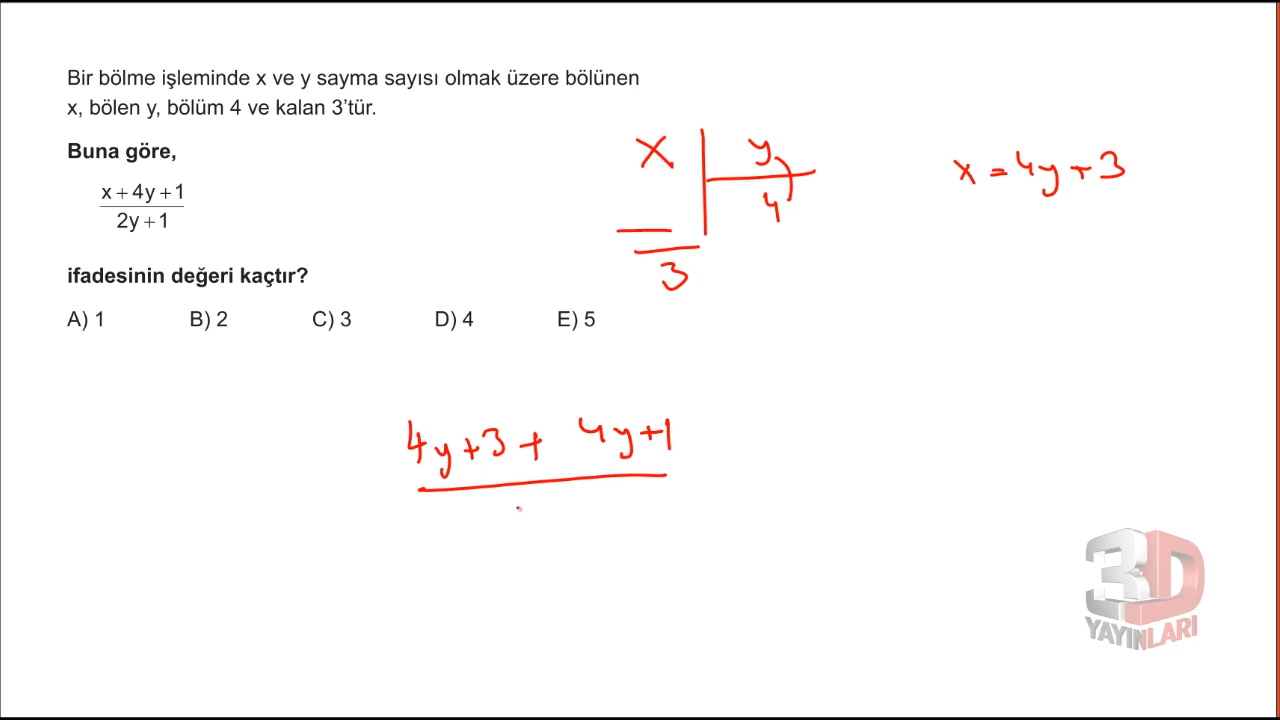 Bir bölme işleminde x ve y sayma sayısı olmak üzere bölünen
x, bölen y, bölüm 4 ve kalan 3'tür.
Buna göre,
x + 4y + 1
2y + 1
ifadesinin değeri kaçtır?
A) 1 B) 2 C) 3 D) 4 E) 5
x y
4
3
x = 4y + 3
4y+3 + 4y+1
3D
YAYINLARI